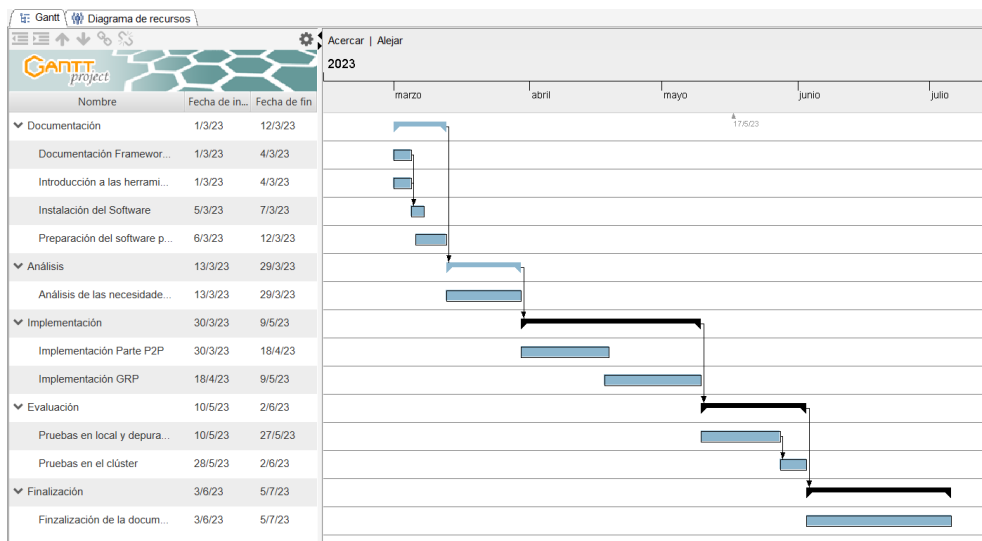 Gantt Diagrama de recursos
Acercar | Alejar
GANTT project
2023
Nombre Fecha de in... Fecha de fin marzo abril mayo junio julio
17/5/23
Documentación 1/3/23 12/3/23
Documentación Framewor... 1/3/23 4/3/23
Introducción a las herrami... 1/3/23 4/3/23
Instalación del Software 5/3/23 7/3/23
Preparación del software p... 6/3/23 12/3/23
Análisis 13/3/23 29/3/23
Análisis de las necesidade... 13/3/23 29/3/23
Implementación 30/3/23 9/5/23
Implementación Parte P2P 30/3/23 18/4/23
Implementación GRP 18/4/23 9/5/23
Evaluación 10/5/23 2/6/23
Pruebas en local y depura... 10/5/23 27/5/23
Pruebas en el clúster 28/5/23 2/6/23
Finalización 3/6/23 5/7/23
Finzalización de la docum... 3/6/23 5/7/23